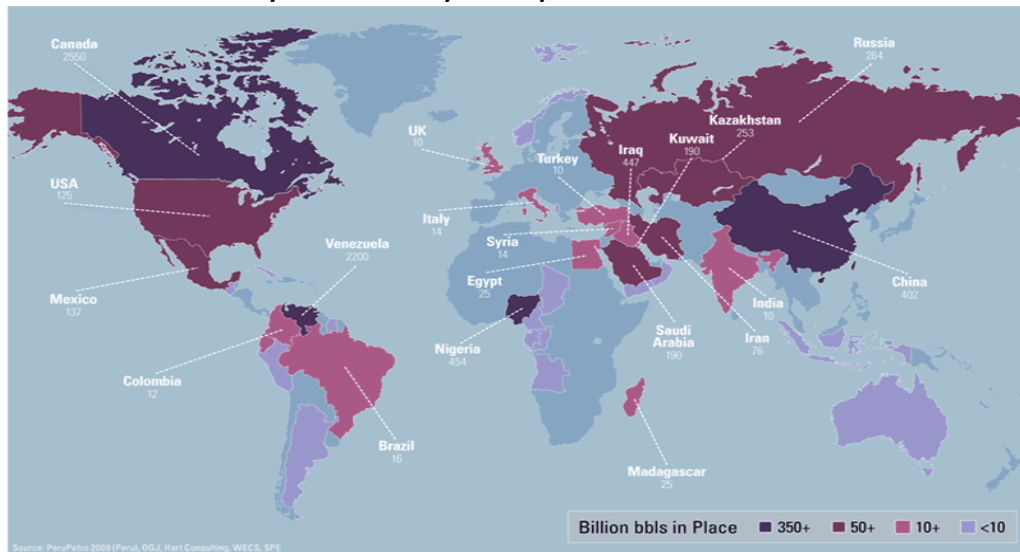 Canada
2550
Russia
264
UK
10
Kazakhstan
253
Kuwait
190
Iraq
447
Turkey
10
USA
125
Italy
14
Venezuela
2200
Syria
14
Egypt
25
Mexico
137
China
402
India
10
Saudi
Arabia
190
Iran
76
Nigeria
454
Colombia
12
Brazil
16
Madagascar
25
Billion bbls in Place 350+ 50+ 10+ <10
Source: PeruPetro 2009 (Peru), OGJ, Hart Consulting, WECS, SPE